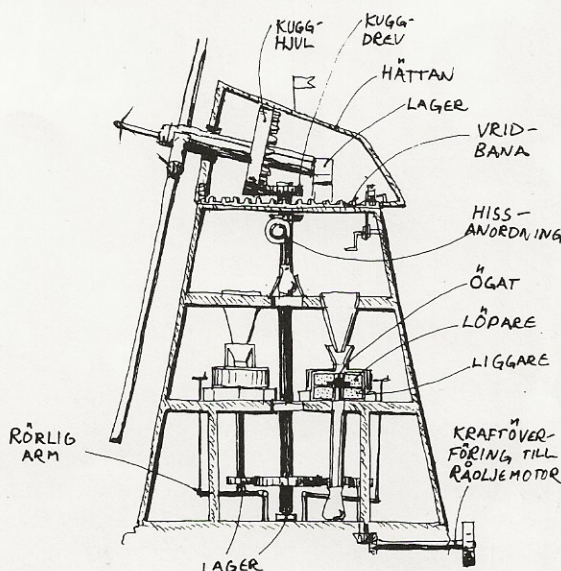 KUGG-
HJUL
KUGG-
DREV
HÄTTAN
LAGER
VRID-
BANA
HISS-
ANORDNING
ÖGAT
LÖPARE
LIGGARE
RÖRLIG
ARM
KRAFTÖVER-
FÖRING TILL
RÅOLJEMOTOR
LAGER